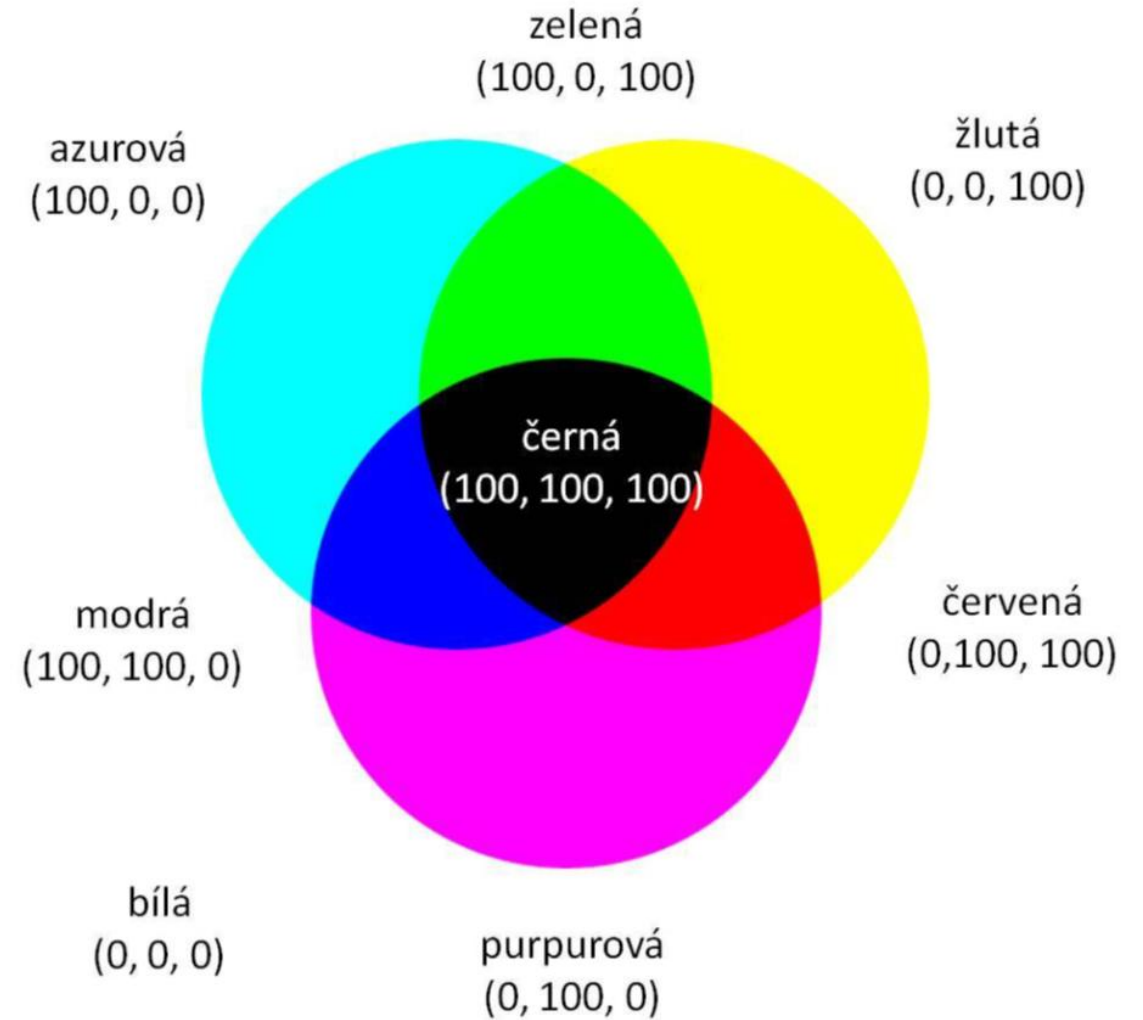 zelená
(100, 0, 100)
azurová
(100, 0, 0)
žlutá
(0, 0, 100)
černá
(100, 100, 100)
modrá
(100, 100, 0)
červená
(0,100, 100)
bílá
(0, 0, 0)
purpurová
(0, 100, 0)